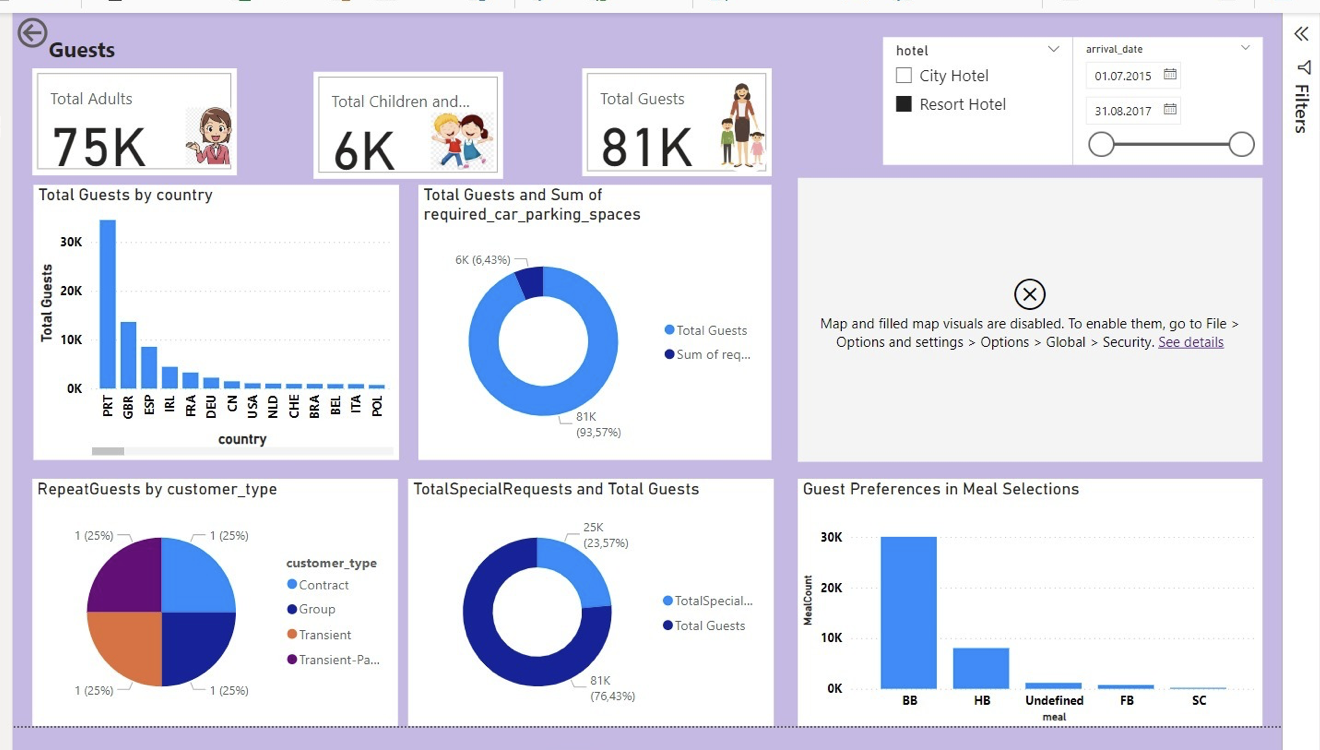 Guests
Total Adults
75K
Total Children and...
6K
Total Guests
81K
hotel
City Hotel
Resort Hotel
arrival_date
01.07.2015
31.08.2017
Filters
Total Guests by country
Total Guests
30K
20K
10K
0K
PRT
GBR
ESP
IRL
FRA
DEU
CN
USA
NLD
CHE
BRA
BEL
ITA
POL
country
Total Guests and Sum of
required_car_parking_spaces
6K (6,43%)
81K
(93,57%)
Total Guests
Sum of req...
Map and filled map visuals are disabled. To enable them, go to File >
Options and settings > Options > Global > Security. See details
RepeatGuests by customer_type
1 (25%)
1 (25%)
1 (25%)
1 (25%)
customer_type
Contract
Group
Transient
Transient-Pa...
TotalSpecialRequests and Total Guests
25K
(23,57%)
81K
(76,43%)
TotalSpecial...
Total Guests
Guest Preferences in Meal Selections
MealCount
30K
20K
10K
0K
BB
HB
Undefined
FB
SC
meal